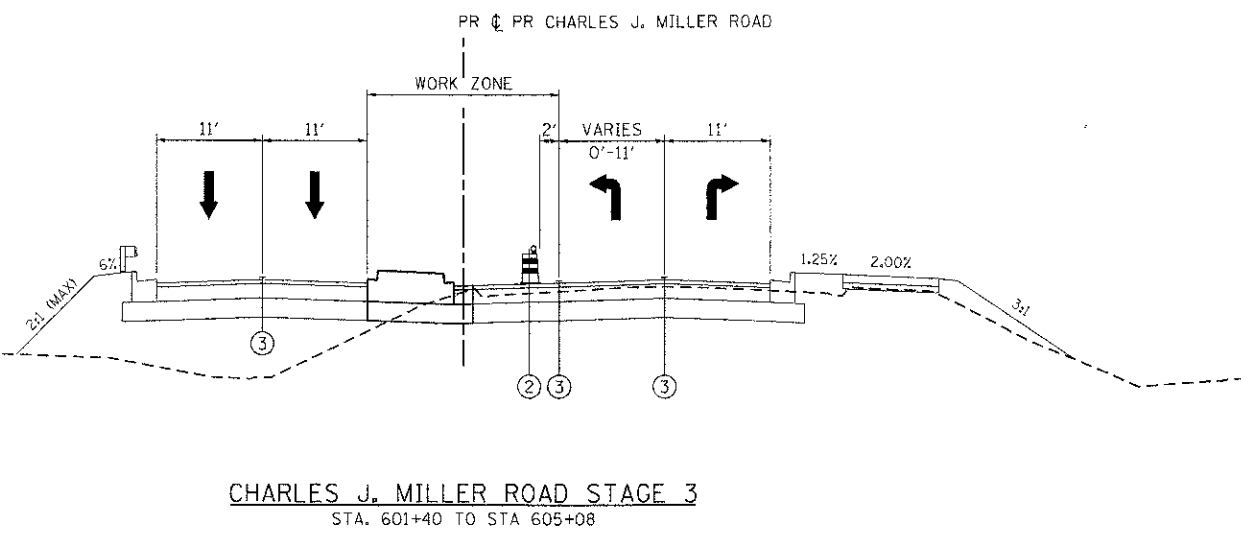 PR ℄ PR CHARLES J. MILLER ROAD
WORK ZONE
11'
11'
2'
VARIES
0'-11'
11'
6%
1.25%
2.00%
2:1 (MAX)
3:1
3
2
3
3
CHARLES J. MILLER ROAD STAGE 3
STA. 601+40 TO STA 605+08